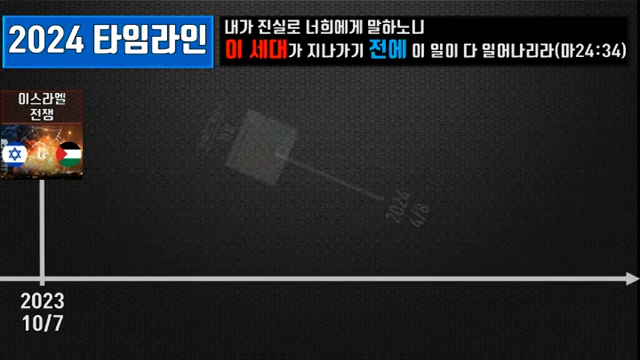 2024 타임라인
내가 진실로 너희에게 말하노니
이 세대가 지나가기 전에 이 일이 다 일어나리라(마24:34)
이스라엘
전쟁
2024
4/8
2023
10/7